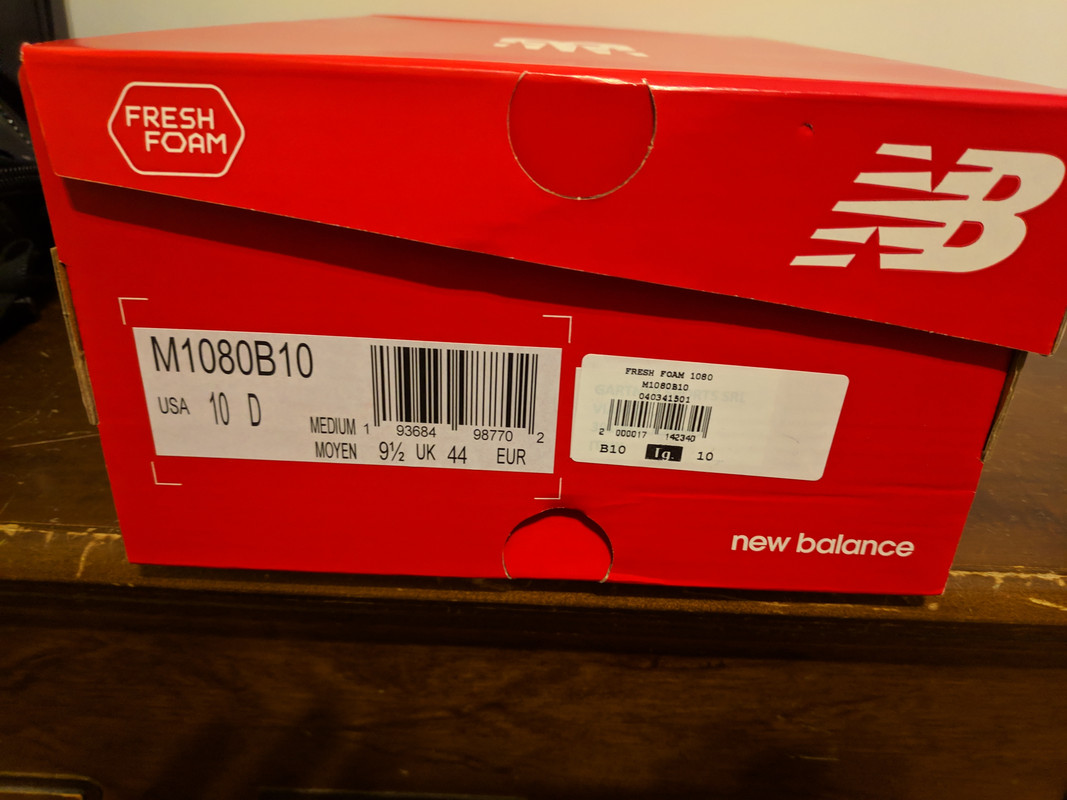 FRESH
FOAM
NB
M1080B10
USA 10 D
MEDIUM
MOYEN
1 93684 98770 2
9½ UK 44 EUR
FRESH FOAM 1080
M1080B10
040341501
2 000017 142340
B10 Tg. 10
new balance